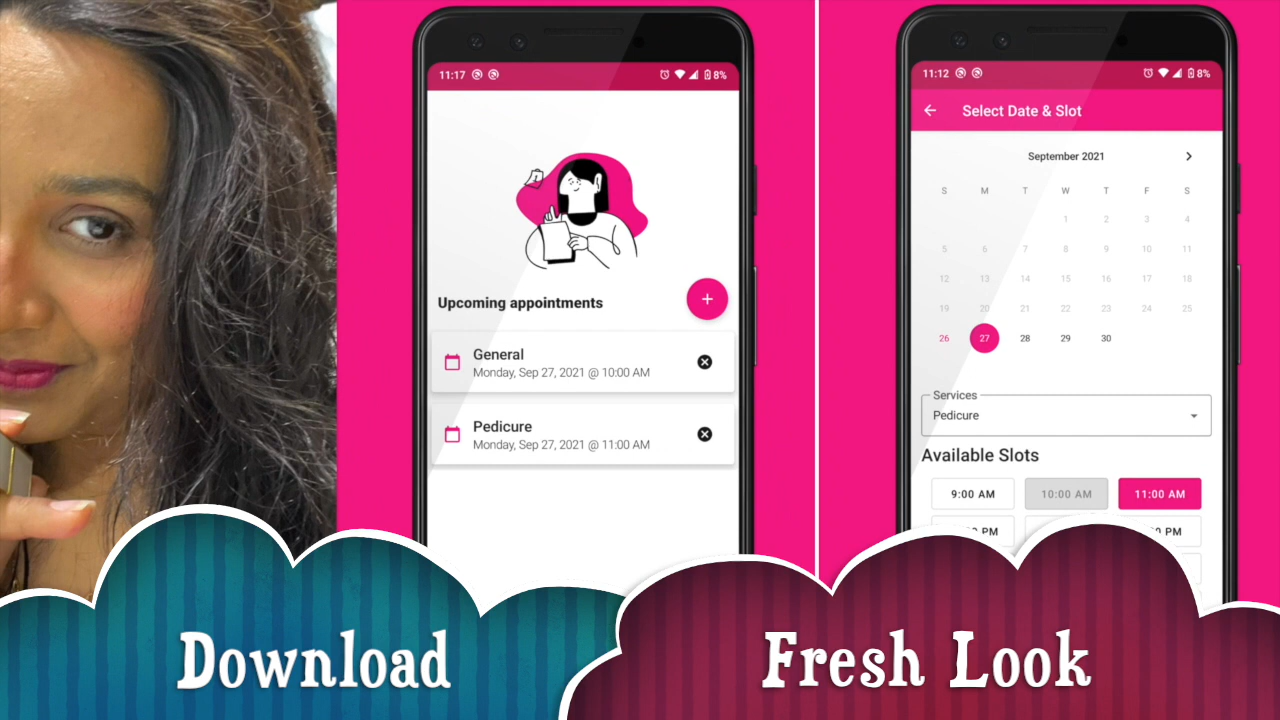 11:17
8%
Upcoming appointments
General
Monday, Sep 27, 2021 @ 10:00 AM
Pedicure
Monday, Sep 27, 2021 @ 11:00 AM
11:12
8%
Select Date & Slot
September 2021
S M T W T F S
1 2 3 4
5 6 7 8 9 10 11
12 13 14 15 16 17 18
19 20 21 22 23 24 25
26 27 28 29 30
Services
Pedicure
Available Slots
9:00 AM 10:00 AM 11:00 AM
PM PM
Download
Fresh Look